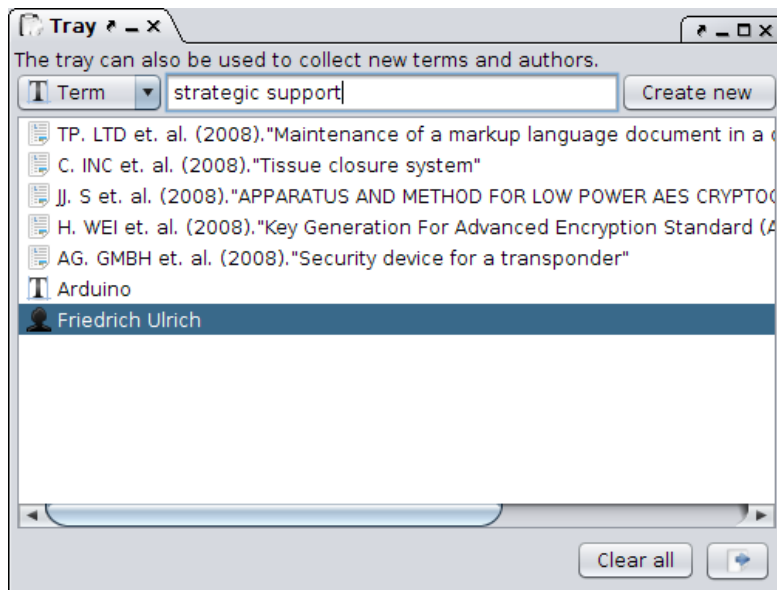 Tray
The tray can also be used to collect new terms and authors.
Term strategic support Create new
TP. LTD et. al. (2008)."Maintenance of a markup language document in a
C. INC et. al. (2008)."Tissue closure system"
JJ. S et. al. (2008)."APPARATUS AND METHOD FOR LOW POWER AES
H. WEI et. al. (2008)."Key Generation For Advanced Encryption Standard
AG. GMBH et. al. (2008)."Security device for a transponder"
T Arduino
Friedrich Ulrich
Clear all